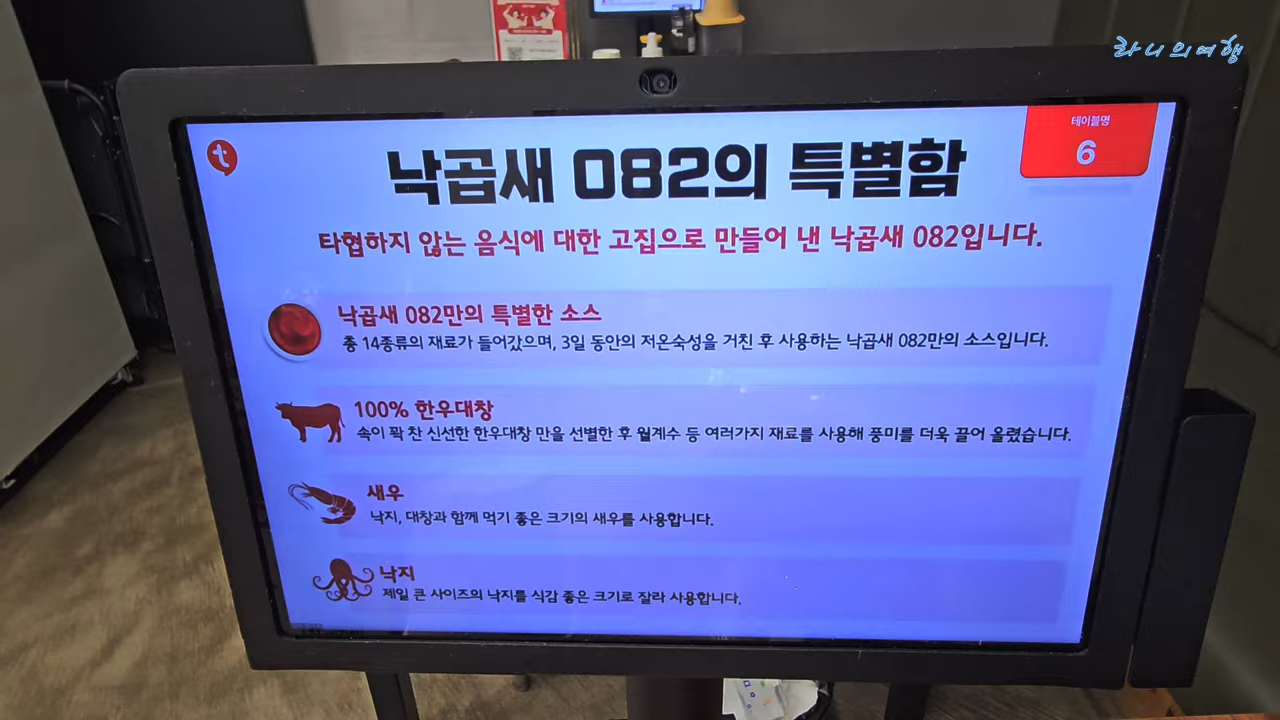 라니의여행
t
테이블명
6
낙곱새 082의 특별함
타협하지 않는 음식에 대한 고집으로 만들어 낸 낙곱새 082입니다.
낙곱새 082만의 특별한 소스
총 14종류의 재료가 들어갔으며, 3일 동안의 저온숙성을 거친 후 사용하는 낙곱새 082만의 소스입니다.
100% 한우대창
속이 꽉 찬 신선한 한우대창 만을 선별한 후 월계수 등 여러가지 재료를 사용해 풍미를 더욱 끌어 올렸습니다.
새우
낙지, 대창과 함께 먹기 좋은 크기의 새우를 사용합니다.
낙지
제일 큰 사이즈의 낙지를 식감 좋은 크기로 잘라 사용합니다.